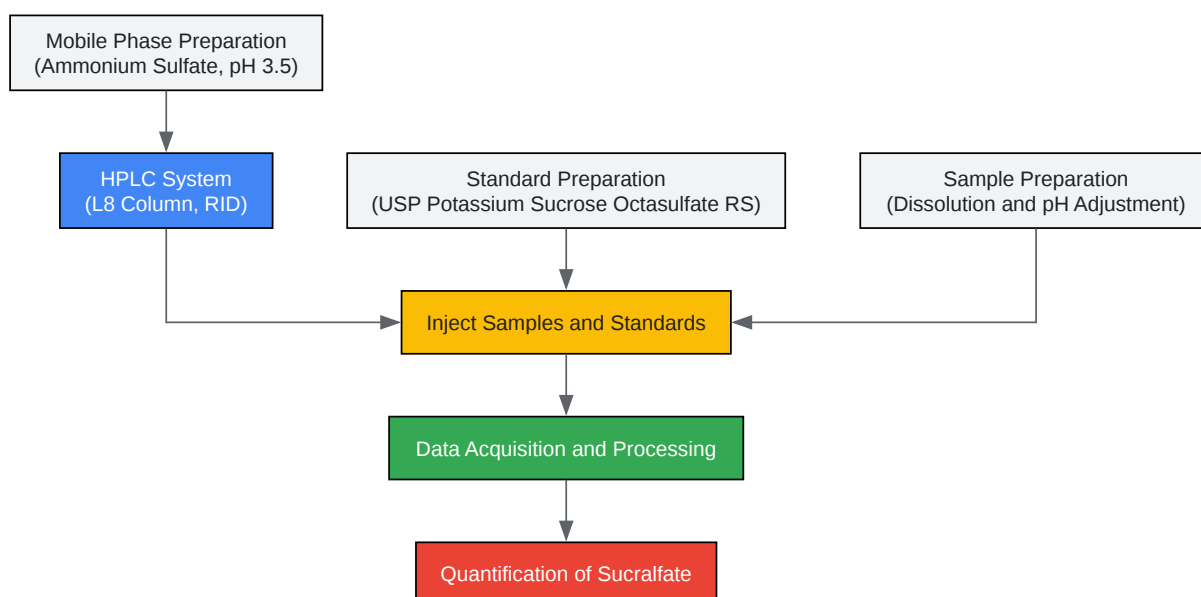 Mobile Phase Preparation
(Ammonium Sulfate, pH 3.5)
HPLC System
(L8 Column, RID)
Standard Preparation
(USP Potassium Sucrose Octasulfate RS)
Sample Preparation
(Dissolution and pH Adjustment)
Inject Samples and Standards
Data Acquisition and Processing
Quantification of Sucralfate